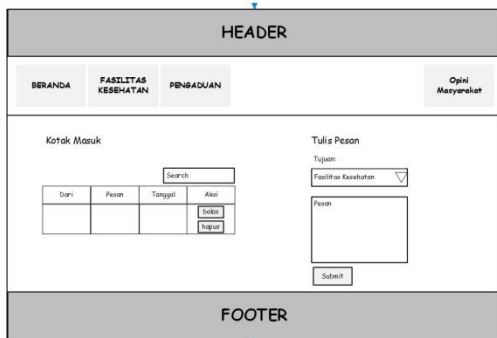 HEADER
BERANDA
FASILITAS
KESEHATAN
PENGADUAN
Opini
Masyarakat
Kotak Masuk
Search
Dari Pesan Tanggal Aksi
balas
hapus
Tulis Pesan
Tujuan:
Fasilitas Kesehatan
Pesan
Submit
FOOTER